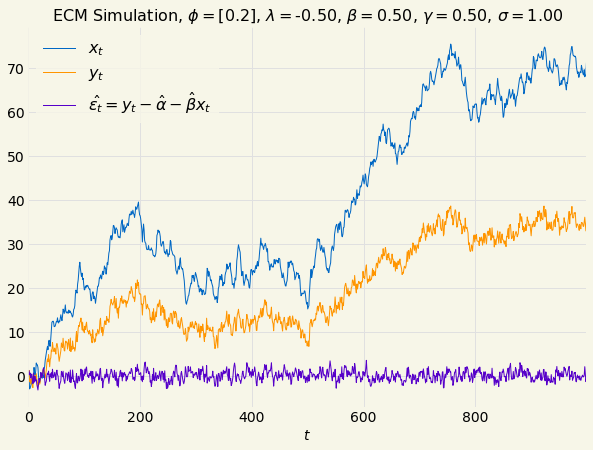 ECM Simulation, ϕ = [0.2], λ = -0.50, β = 0.50, γ = 0.50, σ = 1.00
x_t
y_t
ε̂_t = y_t − α̂ − β̂x_t
70
60
50
40
30
20
10
0
0 200 400 600 800
t